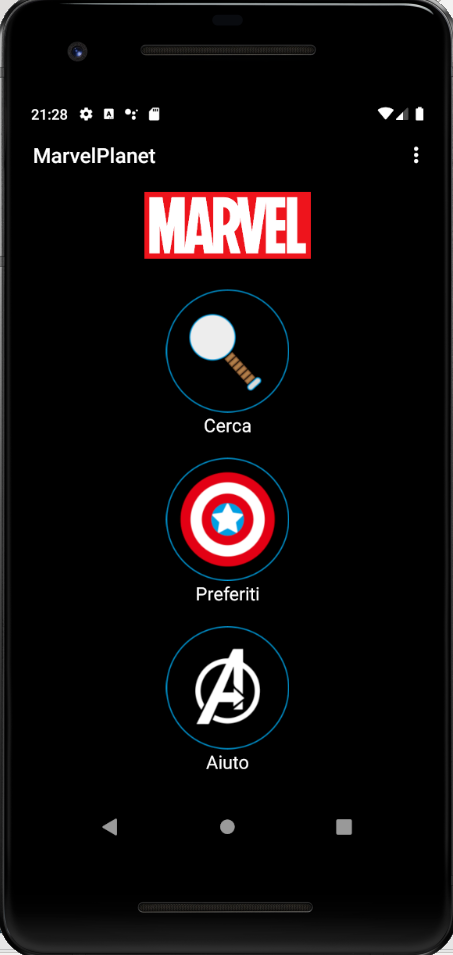 21:28
MarvelPlanet
MARVEL
Cerca
Preferiti
Aiuto